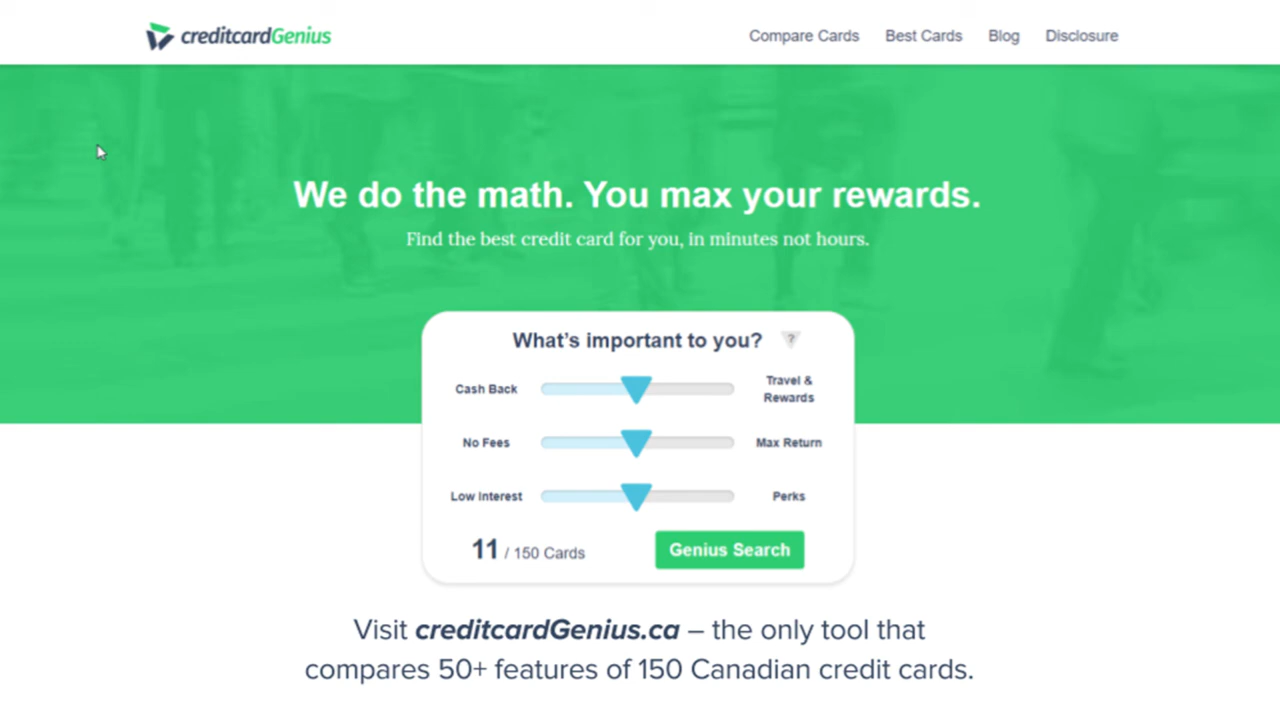 creditcardGenius
Compare Cards
Best Cards
Blog
Disclosure
We do the math. You max your rewards.
Find the best credit card for you, in minutes not hours.
What's important to you?
?
Cash Back
Travel &
Rewards
No Fees
Max Return
Low Interest
Perks
11 / 150 Cards
Genius Search
Visit creditcardGenius.ca – the only tool that
compares 50+ features of 150 Canadian credit cards.